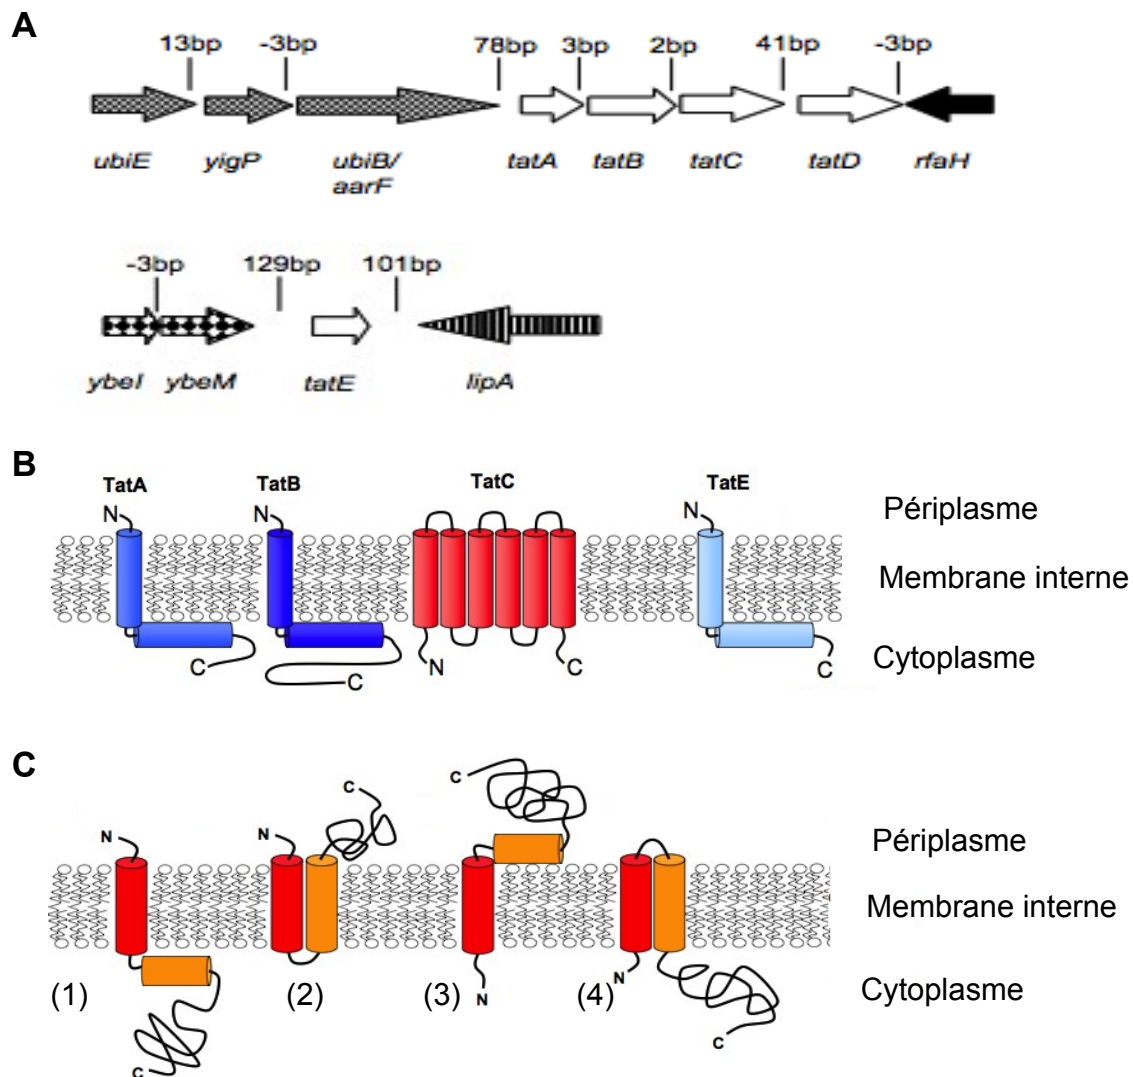 A
13bp -3bp 78bp 3bp 2bp 41bp -3bp
ubiE yigP ubiB/ tatA tatB tatC tatD rfaH
aarF
-3bp 129bp 101bp
ybeI ybeM tatE lipA
B
TatA TatB TatC TatE
N N N Périplasme
Membrane interne
C C N C C Cytoplasme
C
N N C C Périplasme
Membrane interne
(1) (2) (3) N (4) N Cytoplasme
C C